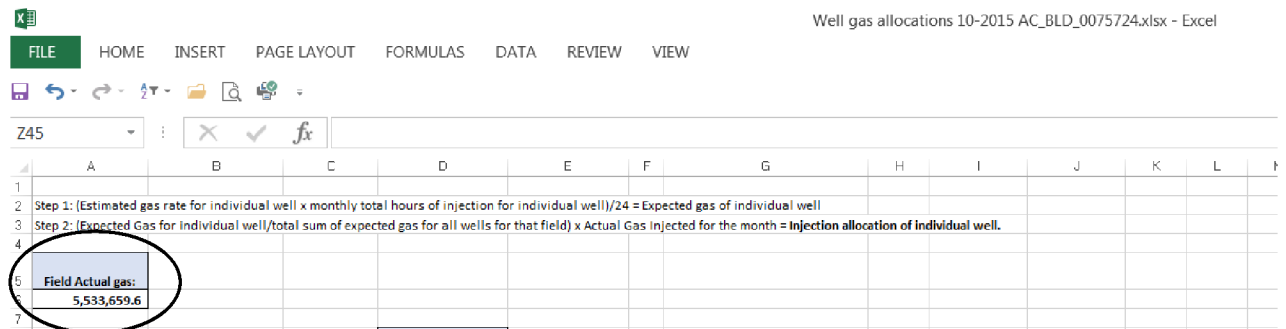 Well gas allocations 10-2015 AC_BLD_0075724.xlsx - Excel
FILE HOME INSERT PAGE LAYOUT FORMULAS DATA REVIEW VIEW
Z45 fx
A B C D E F G H I J K L
1
2 Step 1: (Estimated gas rate for individual well x monthly total hours of injection for individual well)/24 = Expected gas of individual well
3 Step 2: (Expected Gas for individual well/total sum of expected gas for all wells for that field) x Actual Gas Injected for the month = Injection allocation of individual well.
4
5 Field Actual gas:
6 5,533,659.6
7